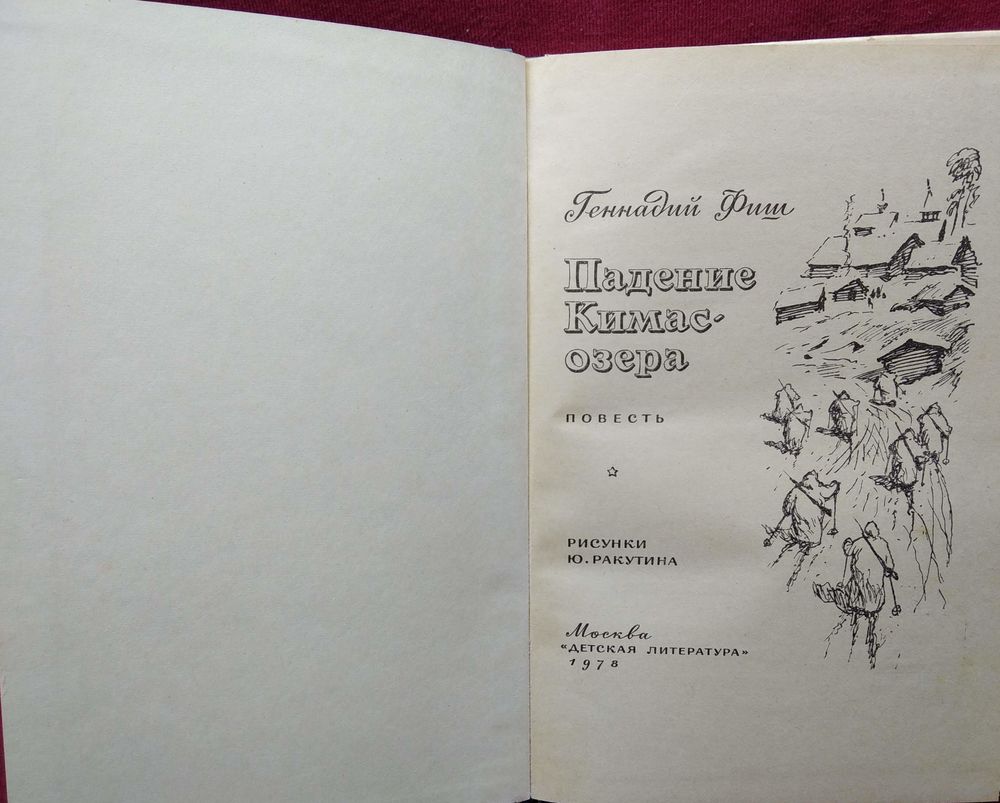 Геннадий Фиш
Падение
Кимас-
озера
ПОВЕСТЬ
РИСУНКИ
Ю. РАКУТИНА
Москва
«ДЕТСКАЯ ЛИТЕРАТУРА»
1978